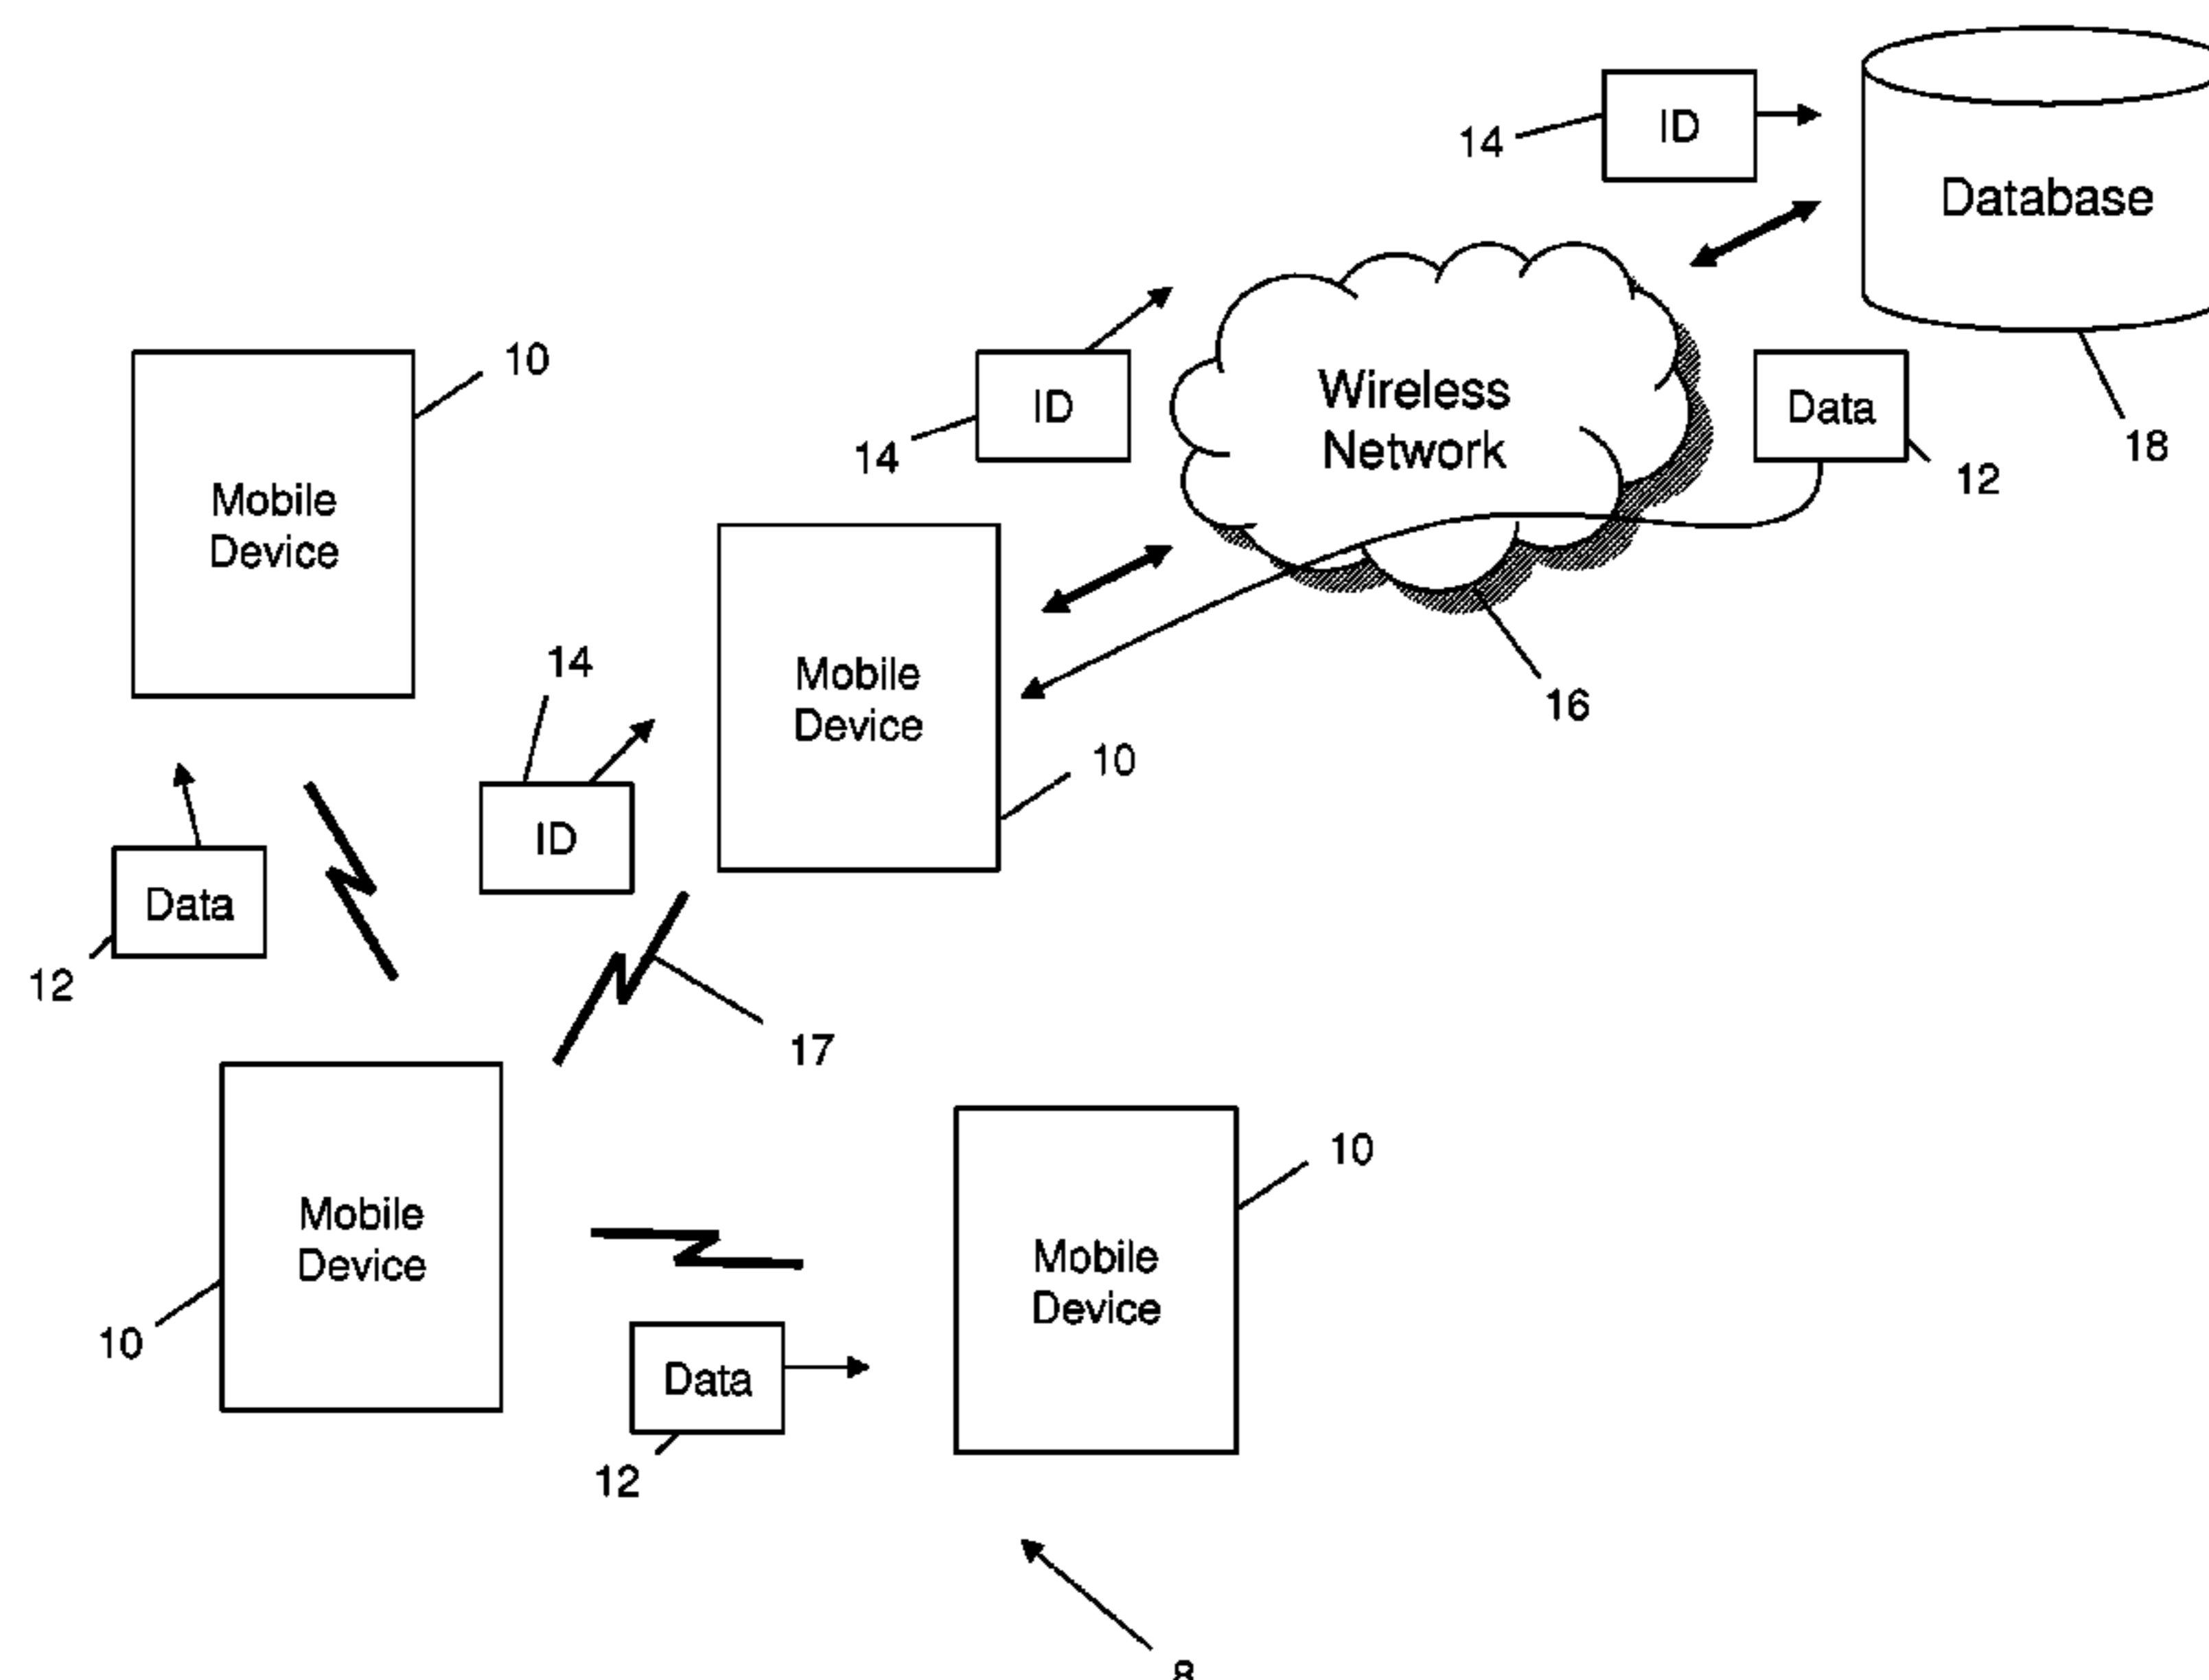 14
ID
Database
10
ID
14
Wireless
Network
Data
18
12
Mobile
Device
14
Mobile
Device
16
10
ID
Data
12
17
10
Mobile
Device
Mobile
Device
10
Data
12
8